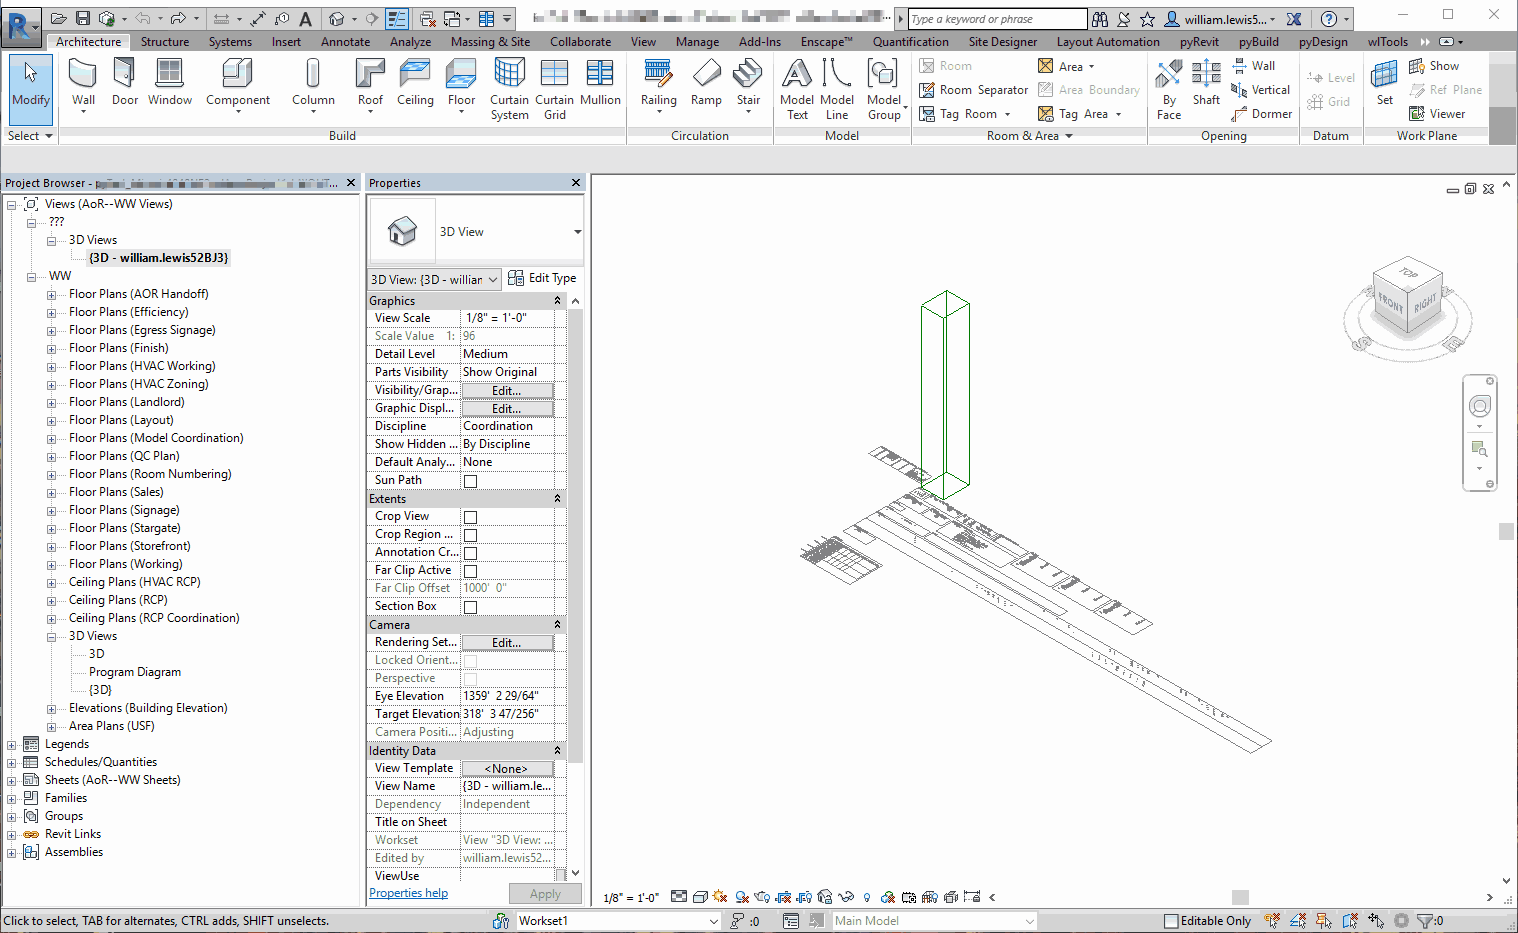 Type a keyword or phrase
william.lewis5...
Architecture Structure Systems Insert Annotate Analyze Massing & Site Collaborate View Manage Add-Ins Enscape™ Quantification Site Designer Layout Automation pyRevit pyBuild pyDesign wlTools
Modify
Wall
Door
Window
Component
Column
Roof
Ceiling
Floor
Curtain System
Curtain Grid
Mullion
Railing
Ramp
Stair
Model Text
Model Line
Model Group
Room
Room Separator
Tag Room
Area
Area Boundary
Tag Area
By Face
Shaft
Wall
Vertical
Dormer
Level
Grid
Set
Show
Ref Plane
Viewer
Select Build Circulation Model Room & Area Opening Datum Work Plane
Project Browser -
Views (AoR--WW Views)
???
3D Views
{3D - william.lewis52BJ3}
WW
Floor Plans (AOR Handoff)
Floor Plans (Efficiency)
Floor Plans (Egress Signage)
Floor Plans (Finish)
Floor Plans (HVAC Working)
Floor Plans (HVAC Zoning)
Floor Plans (Landlord)
Floor Plans (Layout)
Floor Plans (Model Coordination)
Floor Plans (QC Plan)
Floor Plans (Room Numbering)
Floor Plans (Sales)
Floor Plans (Signage)
Floor Plans (Stargate)
Floor Plans (Storefront)
Floor Plans (Working)
Ceiling Plans (HVAC RCP)
Ceiling Plans (RCP)
Ceiling Plans (RCP Coordination)
3D Views
3D
Program Diagram
{3D}
Elevations (Building Elevation)
Area Plans (USF)
Legends
Schedules/Quantities
Sheets (AoR--WW Sheets)
Families
Groups
Revit Links
Assemblies
Properties
3D View
3D View: {3D - williar
Edit Type
Graphics
View Scale 1/8" = 1'-0"
Scale Value 1: 96
Detail Level Medium
Parts Visibility Show Original
Visibility/Grap... Edit...
Graphic Displ... Edit...
Discipline Coordination
Show Hidden ... By Discipline
Default Analy... None
Sun Path
Extents
Crop View
Crop Region ...
Annotation Cr...
Far Clip Active
Far Clip Offset 1000' 0"
Section Box
Camera
Rendering Set... Edit...
Locked Orient...
Perspective
Eye Elevation 1359' 2 29/64"
Target Elevation 318' 3 47/256"
Camera Positi... Adjusting
Identity Data
View Template <None>
View Name {3D - william.le...
Dependency Independent
Title on Sheet
Workset View "3D View: ...
Edited by william.lewis52...
ViewUse
Properties help
Apply
TOP
FRONT
RIGHT
1/8" = 1'-0"
Click to select, TAB for alternates, CTRL adds, SHIFT unselects.
Workset1
:0
Main Model
Editable Only
:0